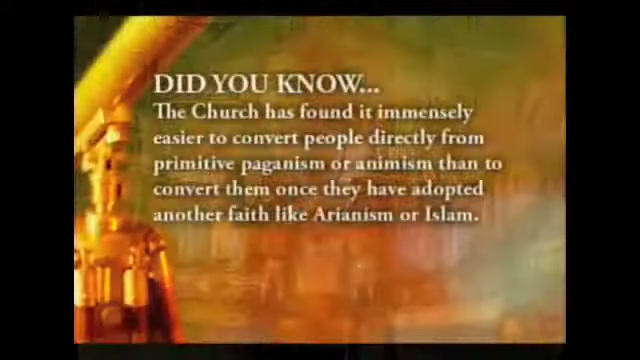 DID YOU KNOW...
The Church has found it immensely
easier to convert people directly from
primitive paganism or animism than to
convert them once they have adopted
another faith like Arianism or Islam.